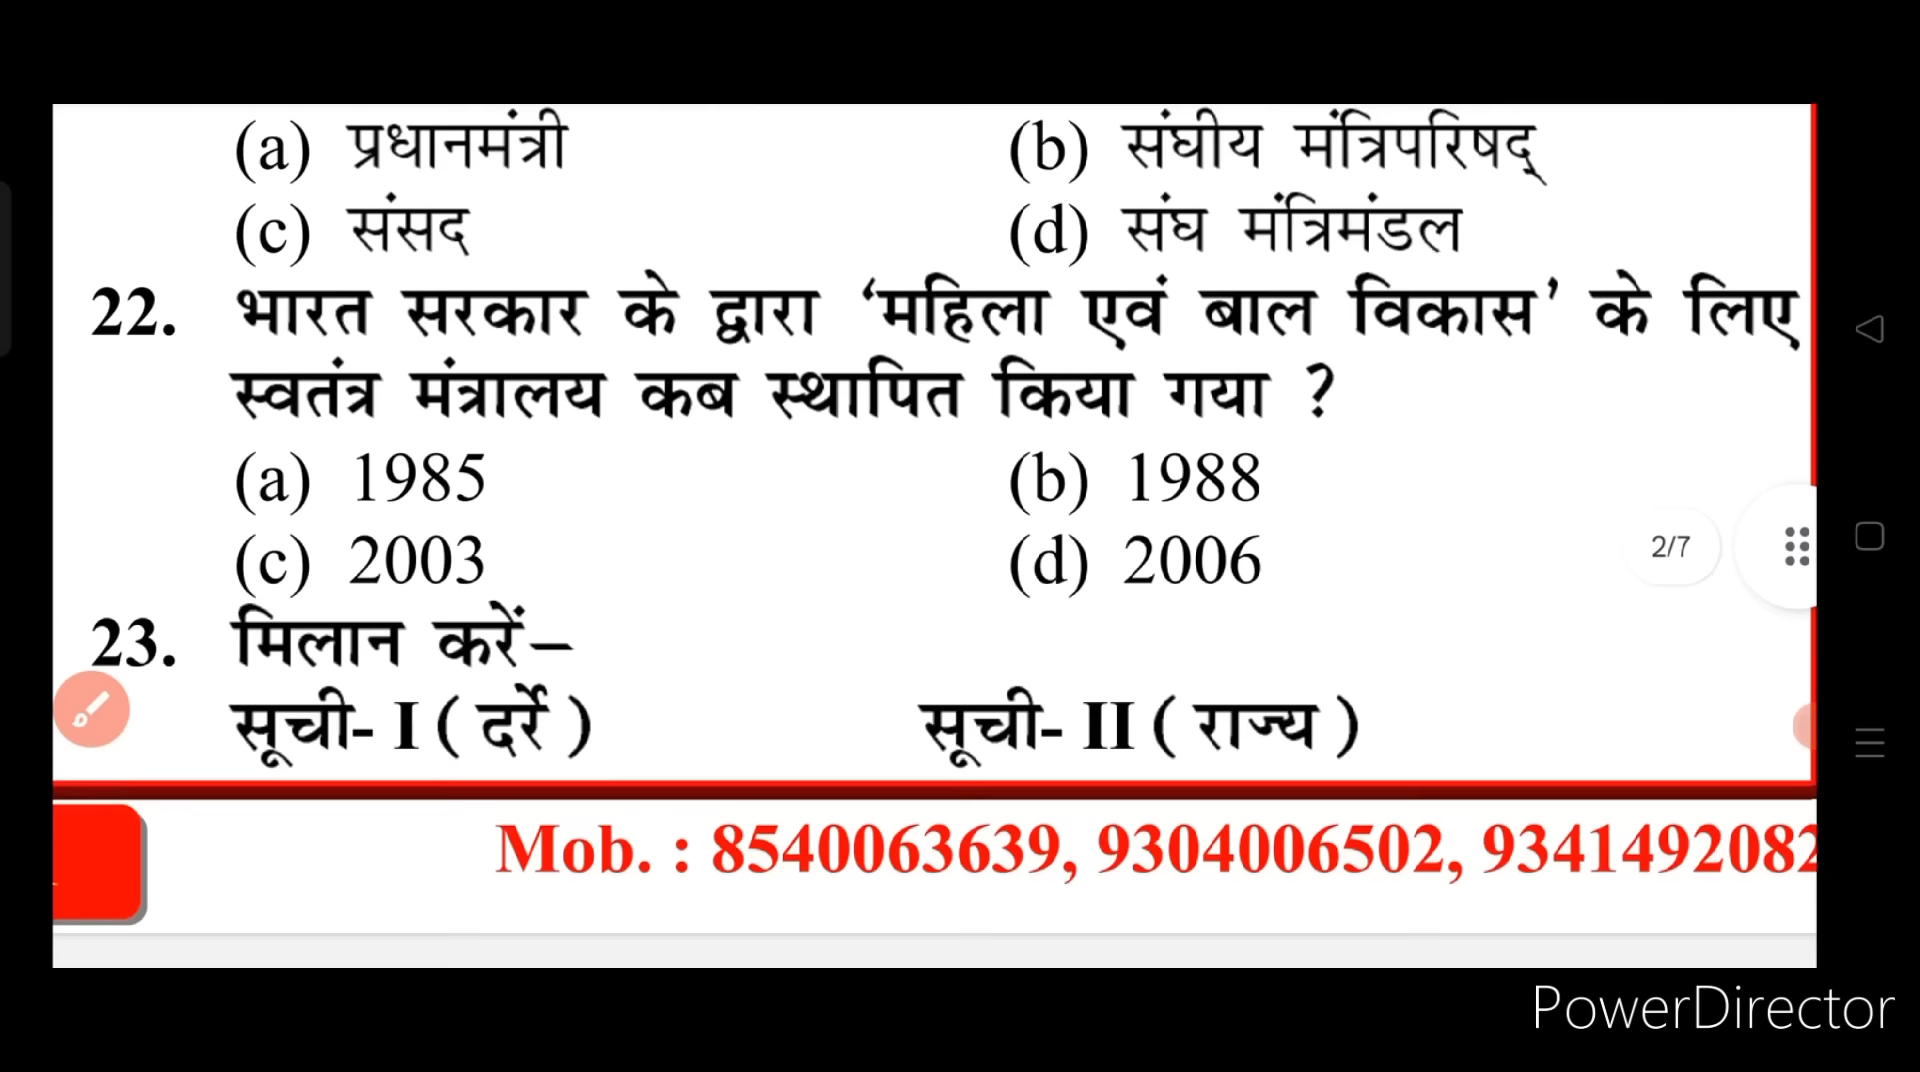 (a) प्रधानमंत्री (b) संघीय मंत्रिपरिषद्
(c) संसद (d) संघ मंत्रिमंडल
22. भारत सरकार के द्वारा ‘महिला एवं बाल विकास’ के लिए
स्वतंत्र मंत्रालय कब स्थापित किया गया ?
(a) 1985 (b) 1988
(c) 2003 (d) 2006
2/7
23. मिलान करें–
सूची- I ( दर्रे ) सूची- II ( राज्य )
Mob. : 8540063639, 9304006502, 9341492082
PowerDirector